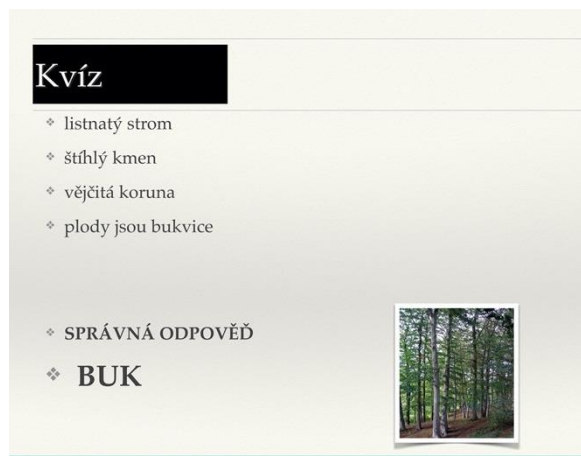 Kvíz
listnatý strom
štíhlý kmen
vějčitá koruna
plody jsou bukvice
SPRÁVNÁ ODPOVĚĎ
BUK